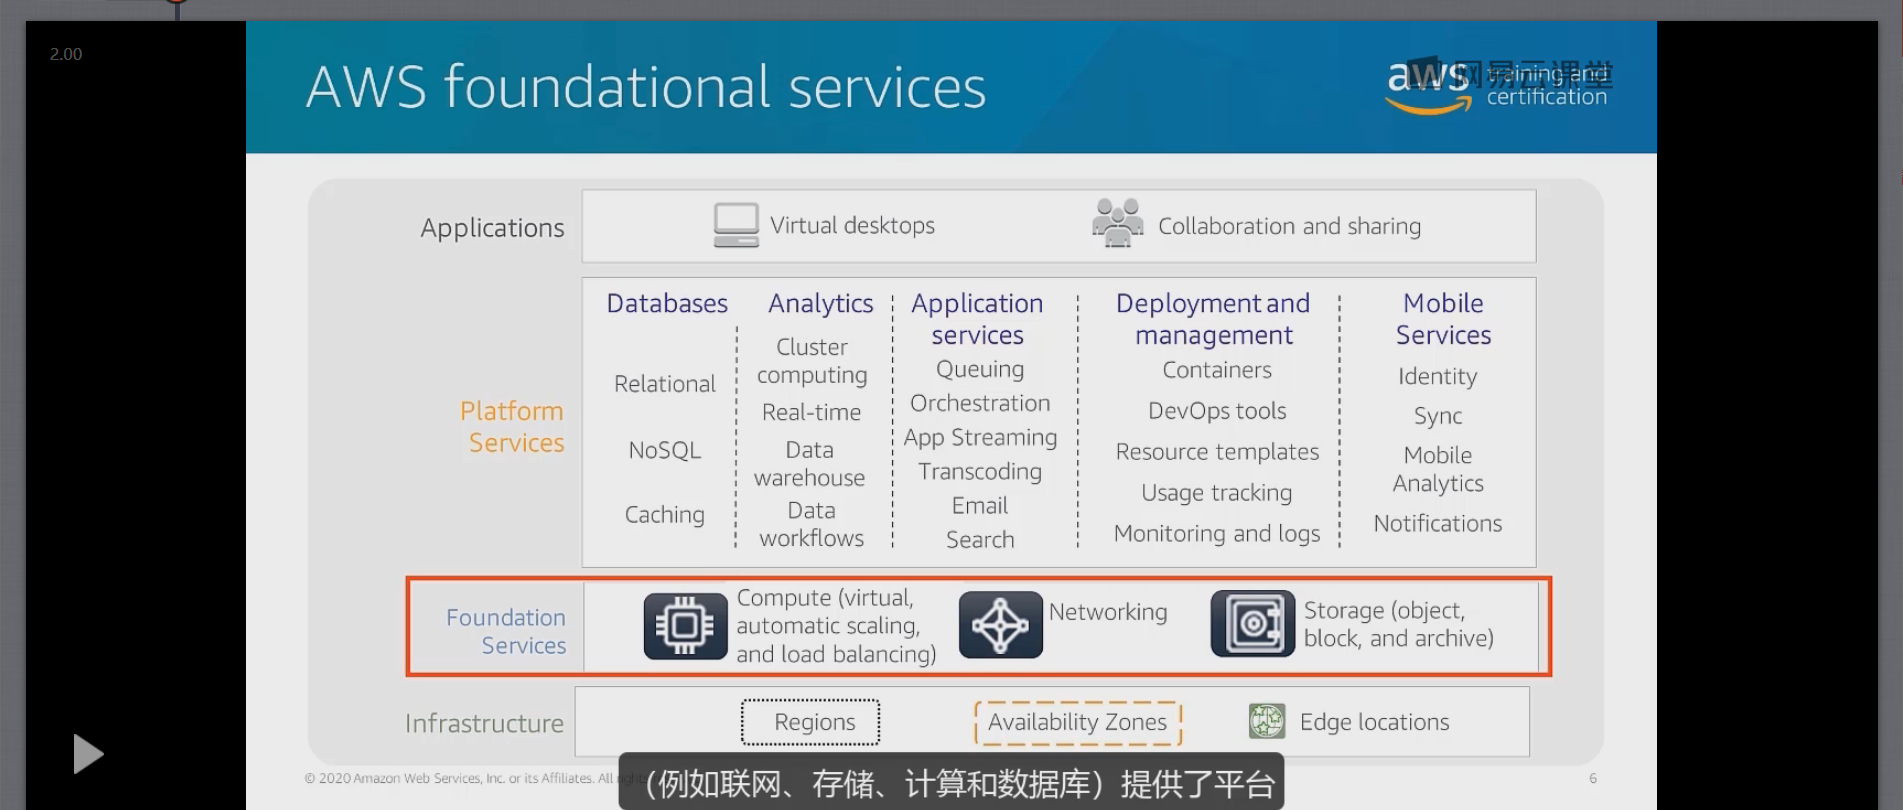 2.00
AWS foundational services
aws
training and
certification
网易云课堂
Applications
Virtual desktops
Collaboration and sharing
Platform
Services
Databases
Relational
NoSQL
Caching
Analytics
Cluster
computing
Real-time
Data
warehouse
Data
workflows
Application
services
Queuing
Orchestration
App Streaming
Transcoding
Email
Search
Deployment and
management
Containers
DevOps tools
Resource templates
Usage tracking
Monitoring and logs
Mobile
Services
Identity
Sync
Mobile
Analytics
Notifications
Foundation
Services
Compute (virtual,
automatic scaling,
and load balancing)
Networking
Storage (object,
block, and archive)
Infrastructure
Regions
Availability Zones
Edge locations
© 2020 Amazon Web Services, Inc. or its Affiliates. All
6
（例如联网、存储、计算和数据库）提供了平台